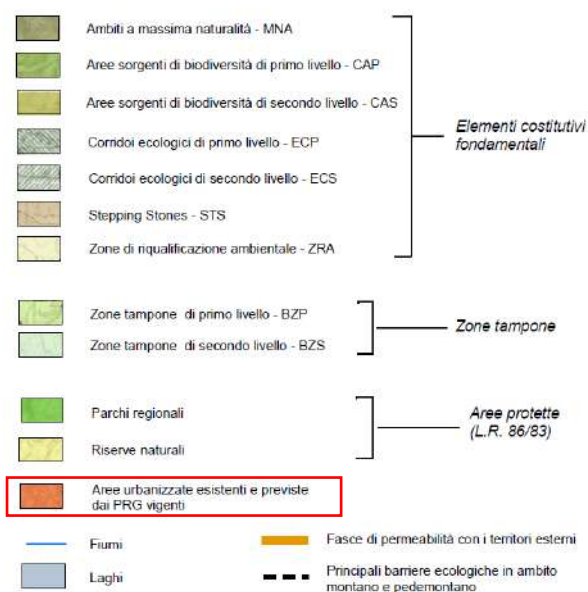 Ambiti a massima naturalità - MNA
Aree sorgenti di biodiversità di primo livello - CAP
Aree sorgenti di biodiversità di secondo livello - CAS
Corridoi ecologici di primo livello - ECP
Corridoi ecologici di secondo livello - ECS
Stepping Stones - STS
Zone di riqualificazione ambientale - ZRA
Elementi costitutivi
fondamentali
Zone tampone di primo livello - BZP
Zone tampone di secondo livello - BZS
Zone tampone
Parchi regionali
Riserve naturali
Aree protette
(L.R. 86/83)
Aree urbanizzate esistenti e previste
dai PRG vigenti
Fiumi
Laghi
Fasce di permeabilità con i territori esterni
Principali barriere ecologiche in ambito
montano e pedemontano